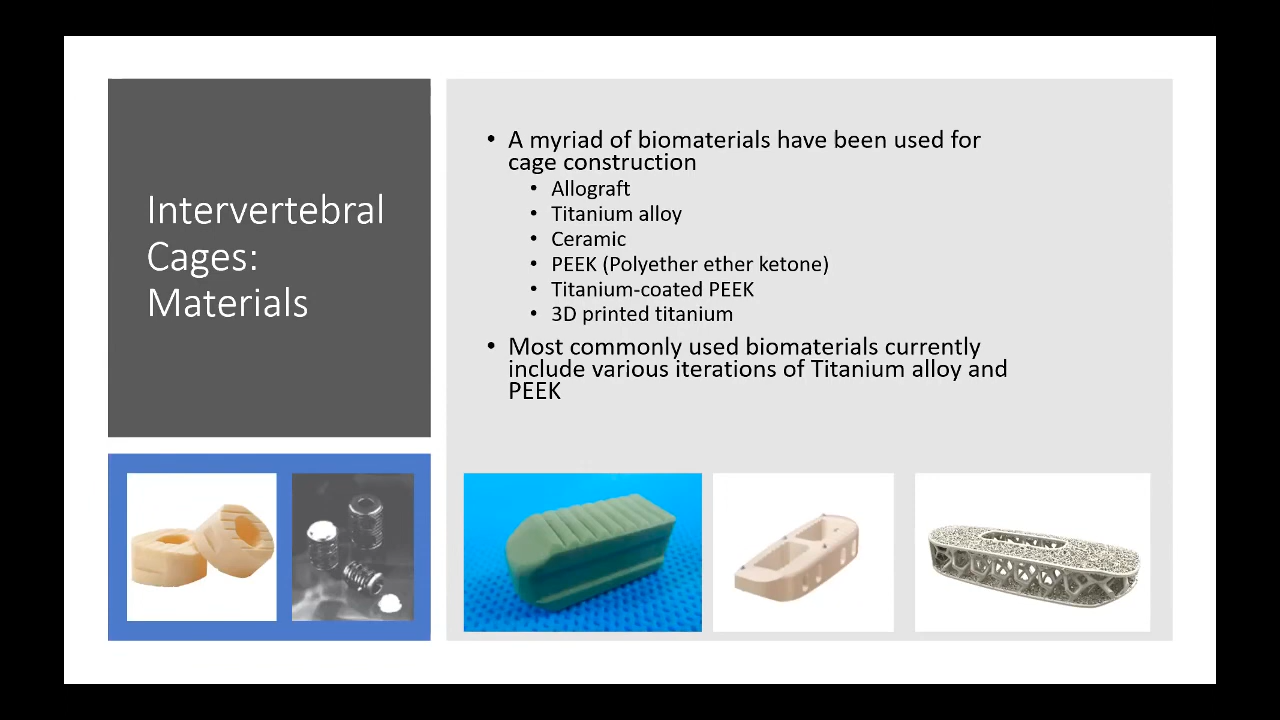 Intervertebral
Cages:
Materials
• A myriad of biomaterials have been used for
cage construction
• Allograft
• Titanium alloy
• Ceramic
• PEEK (Polyether ether ketone)
• Titanium-coated PEEK
• 3D printed titanium
• Most commonly used biomaterials currently
include various iterations of Titanium alloy and
PEEK